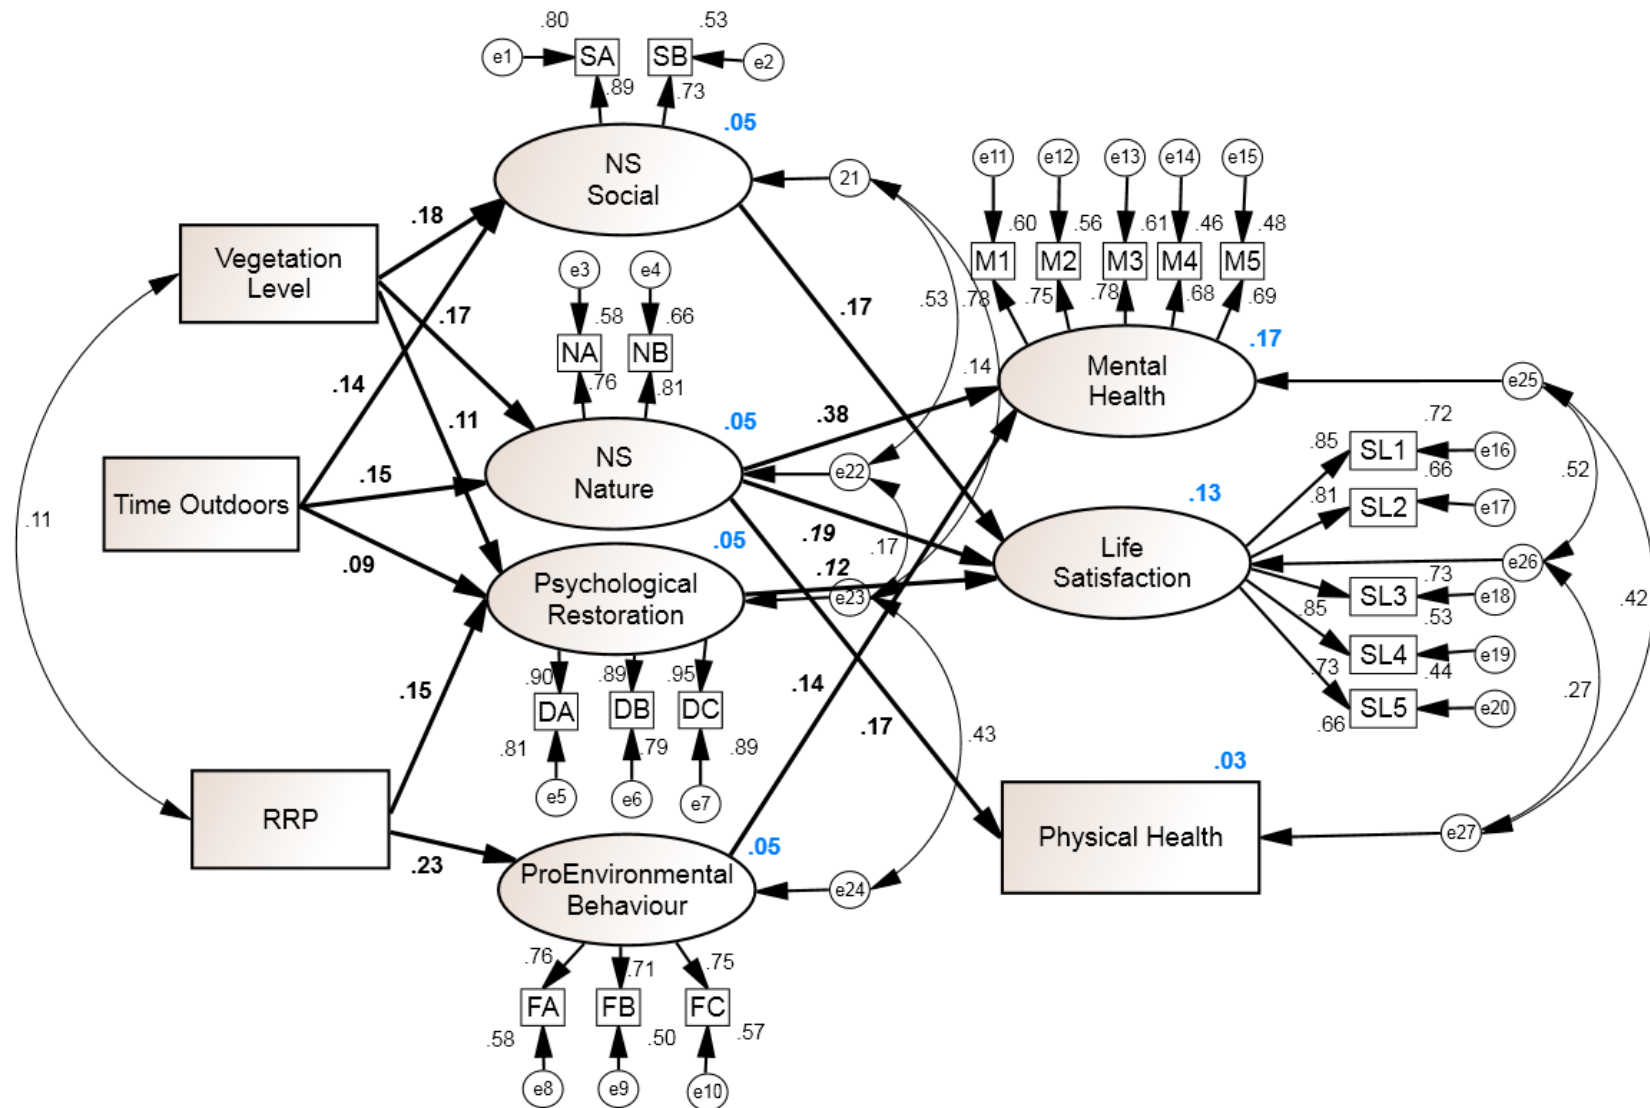 .80
.53
e1
SA
SB
e2
.89
.73
.05
NS
Social
21
e11
e12
e13
e14
e15
.60
.56
.61
.46
.48
M1
M2
M3
M4
M5
.78
.75
.78
.68
.69
.18
Vegetation
Level
e3
e4
.58
.66
NA
NB
.76
.81
.17
.53
.17
.17
Mental
Health
.14
.14
.38
e25
.11
.05
NS
Nature
e22
.72
.85
SL1
e16
.66
.52
.81
SL2
e17
.13
Time Outdoors
.15
.11
.09
.05
.19
.17
.12
Psychological
Restoration
e23
Life
Satisfaction
e26
.73
SL3
e18
.85
.53
.42
SL4
e19
.73
.44
SL5
e20
.66
.27
.90
.89
.95
DA
DB
DC
.81
.79
.89
e5
e6
e7
.15
.14
.17
.43
.03
RRP
.23
Physical Health
e27
.05
ProEnvironmental
Behaviour
e24
.76
.71
.75
FA
FB
FC
.58
.50
.57
e8
e9
e10